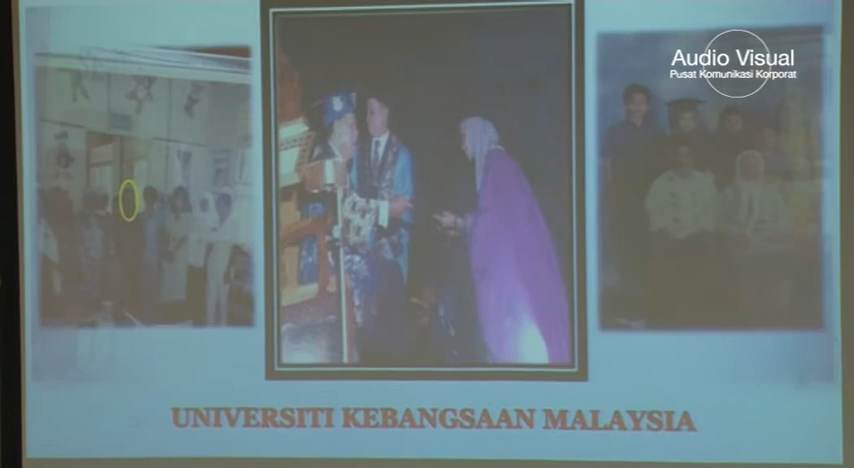 Audio Visual
Pusat Komunikasi Korporat
UNIVERSITI KEBANGSAAN MALAYSIA